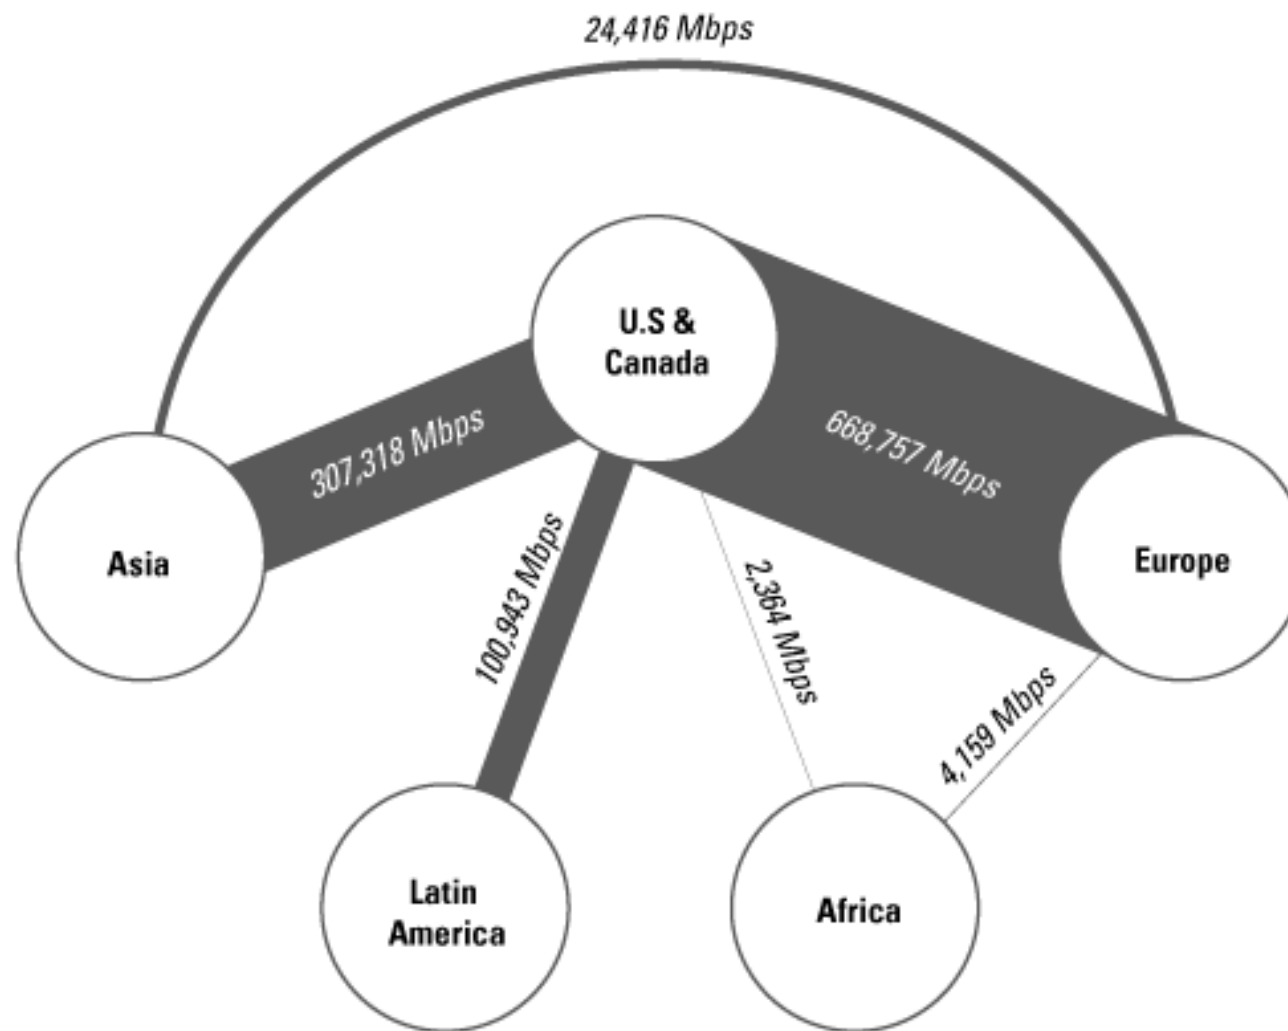 24,416 Mbps
U.S &
Canada
307,318 Mbps
668,757 Mbps
Asia
Europe
100,943 Mbps
2,364 Mbps
4,159 Mbps
Latin
America
Africa